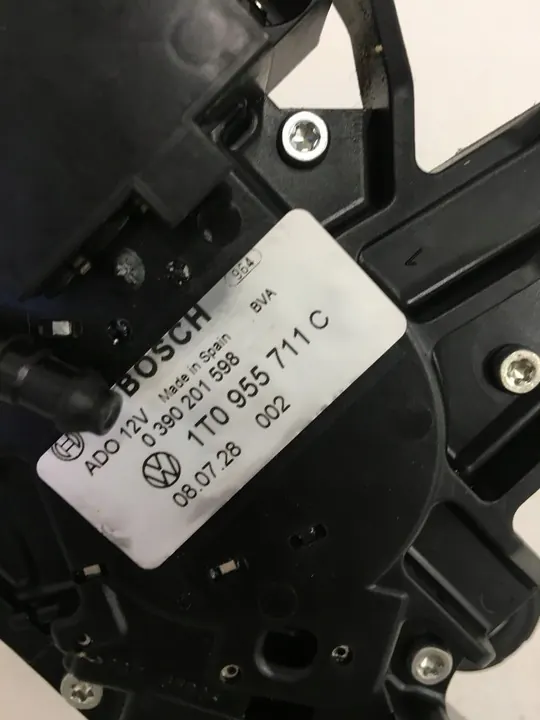 964
BOSCH
BVA
ADO 12V Made in Spain
0 390 201 598
1T0 955 711 C
08.07.28 002